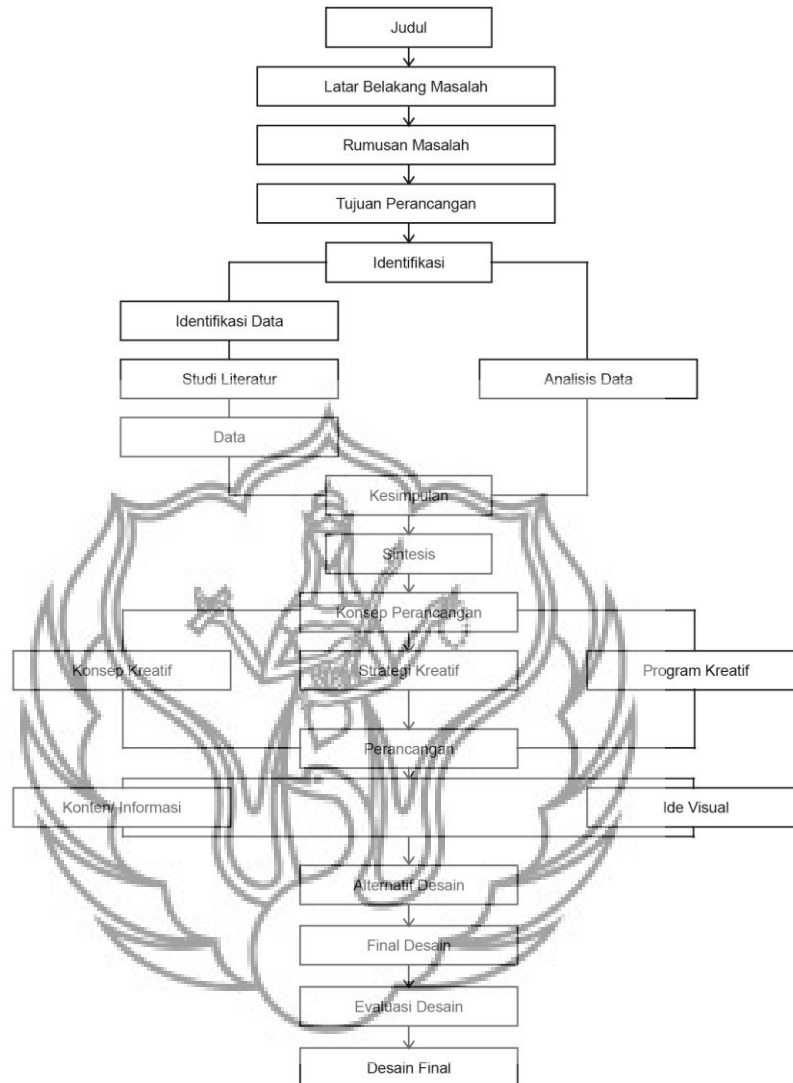 Judul
Latar Belakang Masalah
Rumusan Masalah
Tujuan Perancangan
Identifikasi
Identifikasi Data
Studi Literatur
Analisis Data
Data
Kesimpulan
Sintesis
Konsep Perancangan
Konsep Kreatif
Strategi Kreatif
Program Kreatif
Perancangan
Konten/ Informasi
Ide Visual
Alternatif Desain
Final Desain
Evaluasi Desain
Desain Final